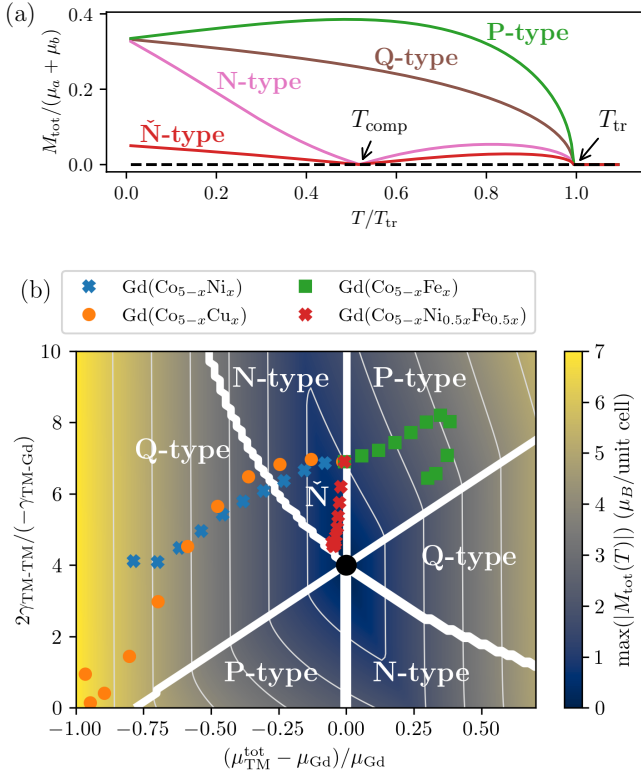 (a)
0.4
0.2
0.0
M_tot/(μ_a + μ_b)
P-type
Q-type
N-type
Ň-type
T_comp
T_tr
0.0 0.2 0.4 0.6 0.8 1.0
T/T_tr
(b)
Gd(Co_{5−x}Ni_x) Gd(Co_{5−x}Fe_x)
Gd(Co_{5−x}Cu_x) Gd(Co_{5−x}Ni_{0.5x}Fe_{0.5x})
10
8
6
4
2
0
2γ_TM-TM/(−γ_TM-Gd)
N-type P-type
Q-type
Ň
Q-type
P-type N-type
−1.00 −0.75 −0.50 −0.25 0.00 0.25 0.50
(μ_TM^tot − μ_Gd)/μ_Gd
7
6
5
4
3
2
1
0
max(|M_tot(T)|) (μ_B/unit cell)